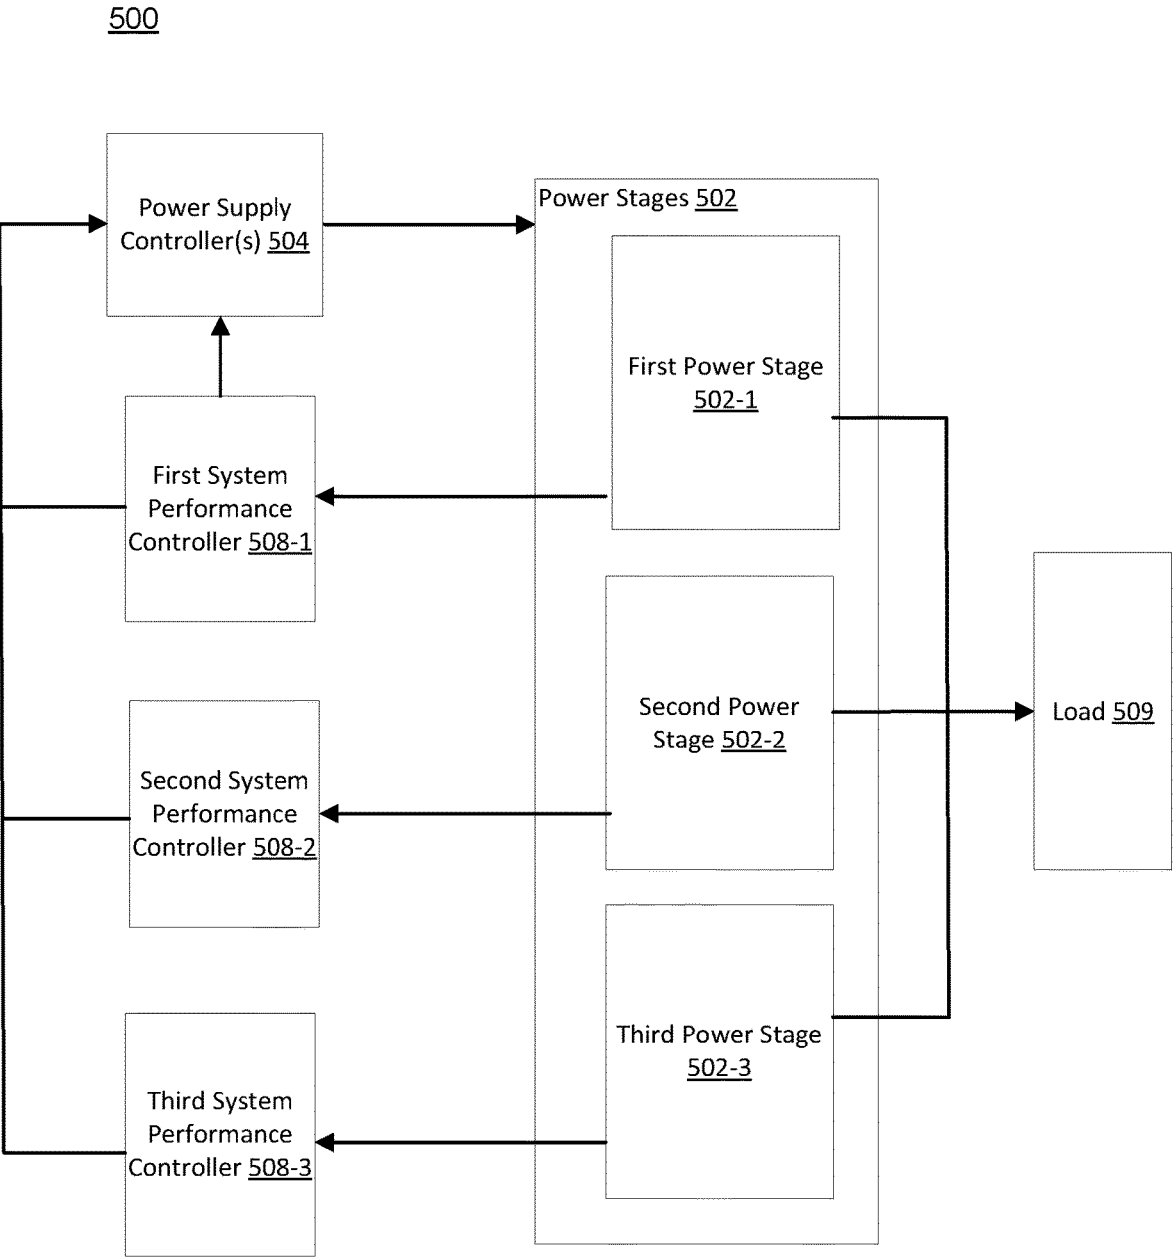 500
Power Supply
Controller(s) 504
Power Stages 502
First Power Stage
502-1
First System
Performance
Controller 508-1
Second Power
Stage 502-2
Load 509
Second System
Performance
Controller 508-2
Third Power Stage
502-3
Third System
Performance
Controller 508-3